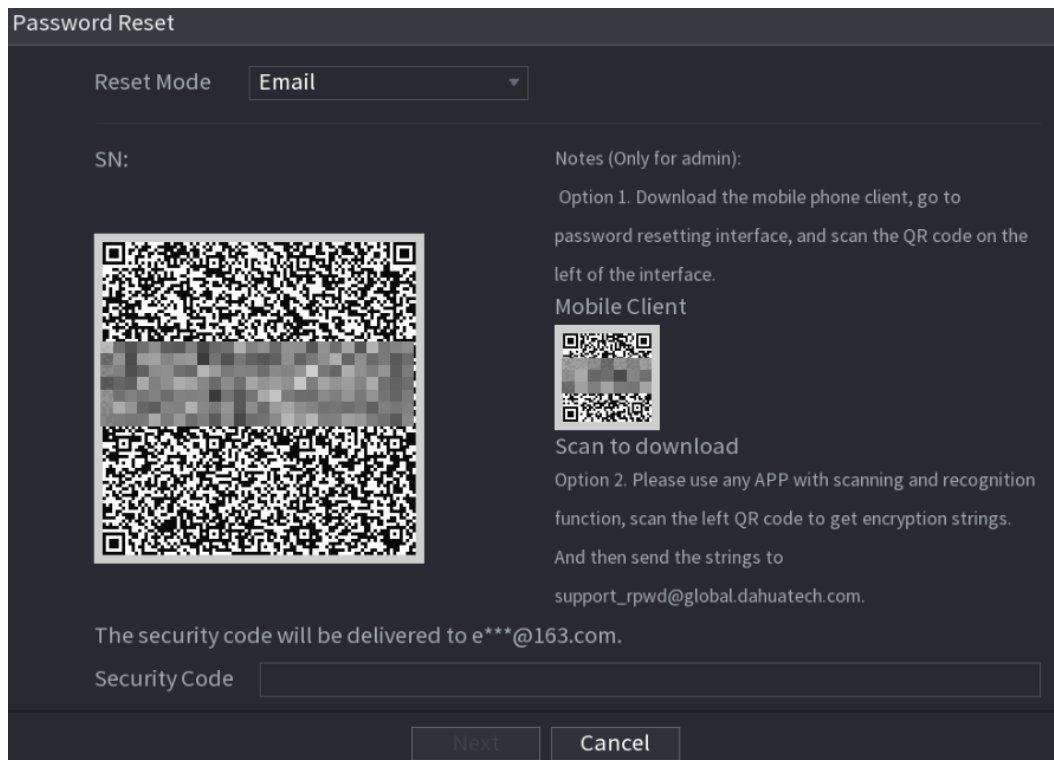 Password Reset
Reset Mode Email
SN:
Notes (Only for admin):
Option 1. Download the mobile phone client, go to
password resetting interface, and scan the QR code on the
left of the interface.
Mobile Client
Scan to download
Option 2. Please use any APP with scanning and recognition
function, scan the left QR code to get encryption strings.
And then send the strings to
support_rpwd@global.dahuatech.com.
The security code will be delivered to e***@163.com.
Security Code
Next Cancel